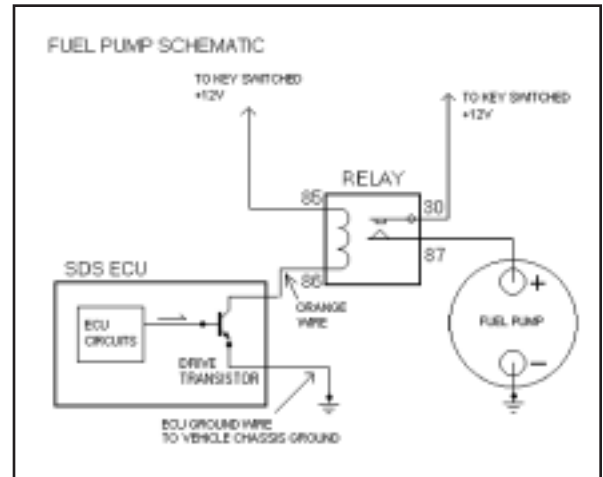 FUEL PUMP SCHEMATIC
TO KEY SWITCHED
+12V
TO KEY SWITCHED
+12V
RELAY
85
30
87
86
SDS ECU
ORANGE
WIRE
ECU
CIRCUITS
DRIVE
TRANSISTOR
+
FUEL PUMP
−
ECU GROUND WIRE
TO VEHICLE CHASSIS GROUND